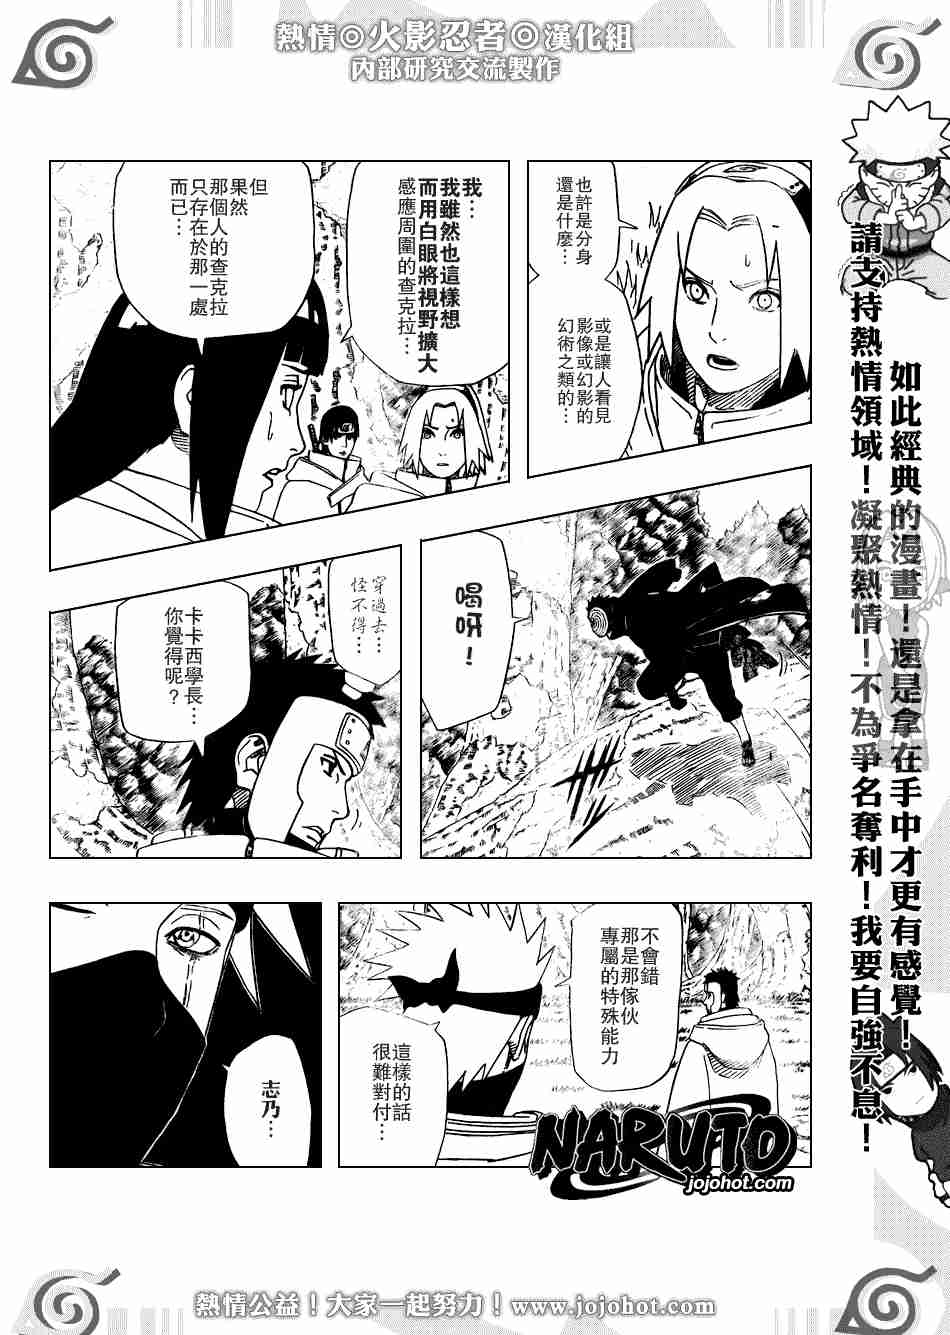 熱情◎火影忍者◎漢化組
內部研究交流製作
也許是分身
還是什麼…
或是讓人看見
影像或幻影的
幻術之類的…
我…
我雖然也這樣想
而用白眼將視野擴大
感應周圍的查克拉…
但
果然
那個人的查克拉
只存在於那一處
而已…
喝呀!
穿過去…
怪不得…
卡卡西學長…
你覺得呢?
不會錯
那是那傢伙
專屬的特殊能力
這樣的話
很難對付…
志乃…
NARUTO
jojohot.com
如此經典的漫畫!還是拿在手中才更有感覺!
請支持熱情領域!凝聚熱情!不為爭名奪利!我要自強不息!
熱情公益!大家一起努力!www.jojohot.com